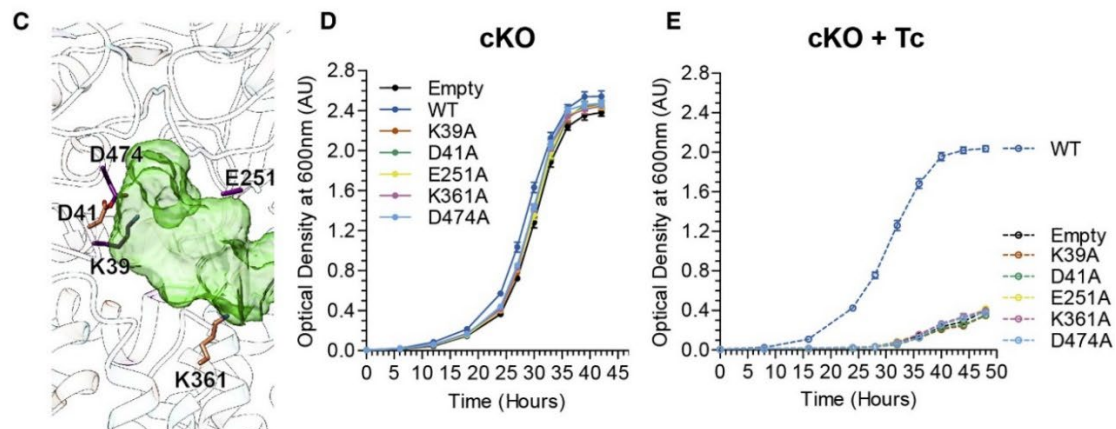 C
D474
E251
D41
K39
K361
D
cKO
Optical Density at 600nm (AU)
2.8
2.4
2.0
1.6
1.2
0.8
0.4
0.0
Empty
WT
K39A
D41A
E251A
K361A
D474A
0 5 10 15 20 25 30 35 40 45
Time (Hours)
E
cKO + Tc
Optical Density at 600nm (AU)
2.8
2.4
2.0
1.6
1.2
0.8
0.4
0.0
WT
Empty
K39A
D41A
E251A
K361A
D474A
0 5 10 15 20 25 30 35 40 45 50
Time (Hours)